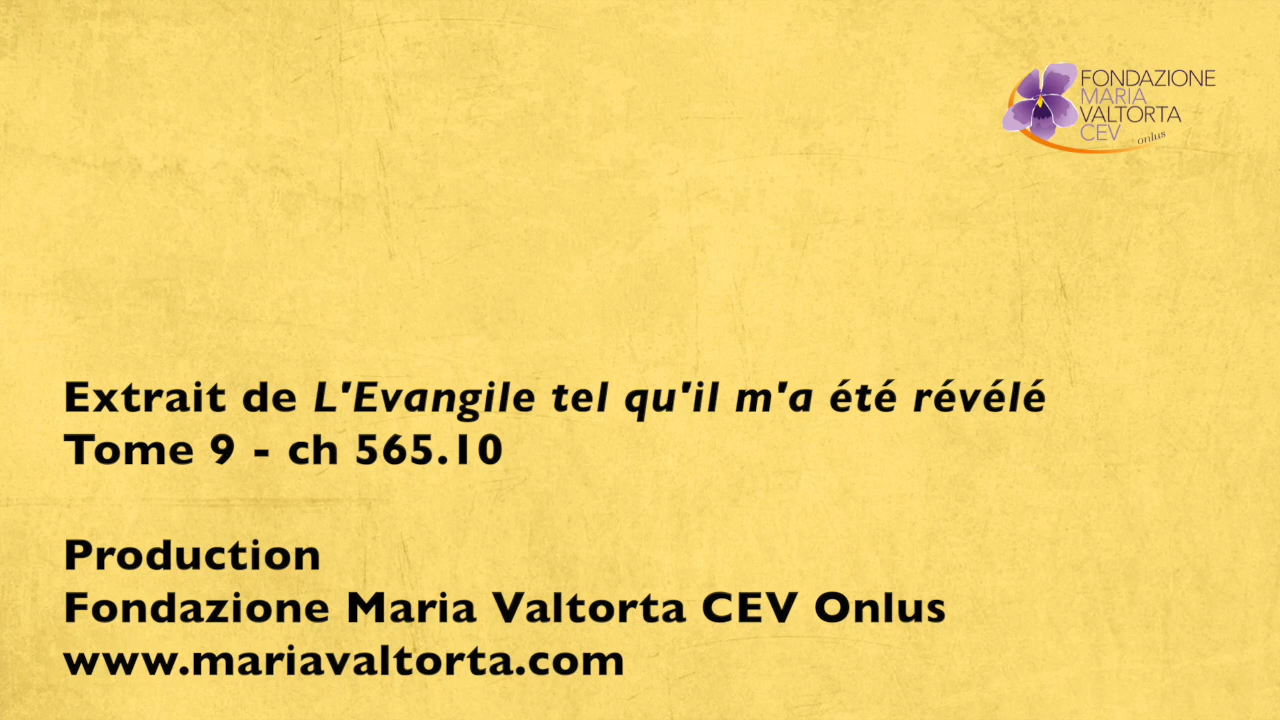 FONDAZIONE
MARIA
VALTORTA
CEV onlus
Extrait de L'Evangile tel qu'il m'a été révélé
Tome 9 - ch 565.10
Production
Fondazione Maria Valtorta CEV Onlus
www.mariavaltorta.com